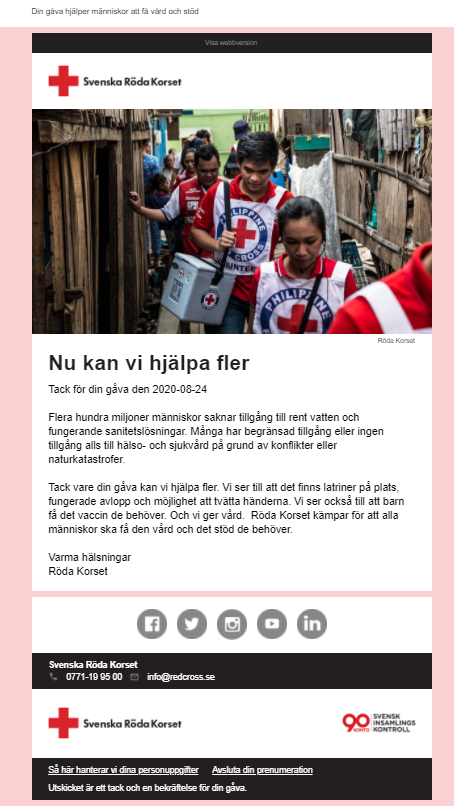 Din gåva hjälper människor att få vård och stöd
Visa webbversion
Svenska Röda Korset
PHILIPPINE
CROSS
VOLUNTEER
PHILIPPINE
Röda Korset
Nu kan vi hjälpa fler
Tack för din gåva den 2020-08-24
Flera hundra miljoner människor saknar tillgång till rent vatten och
fungerande sanitetslösningar. Många har begränsad tillgång eller ingen
tillgång alls till hälso- och sjukvård på grund av konflikter eller
naturkatastrofer.
Tack vare din gåva kan vi hjälpa fler. Vi ser till att det finns latriner på plats,
fungerade avlopp och möjlighet att tvätta händerna. Vi ser också till att barn
få det vaccin de behöver. Och vi ger vård.  Röda Korset kämpar för att alla
människor ska få den vård och det stöd de behöver.
Varma hälsningar
Röda Korset
Svenska Röda Korset
0771-19 95 00 info@redcross.se
Svenska Röda Korset
90 KONTO SVENSK
INSAMLINGS
KONTROLL
Så här hanterar vi dina personuppgifter Avsluta din prenumeration
Utskicket är ett tack och en bekräftelse för din gåva.